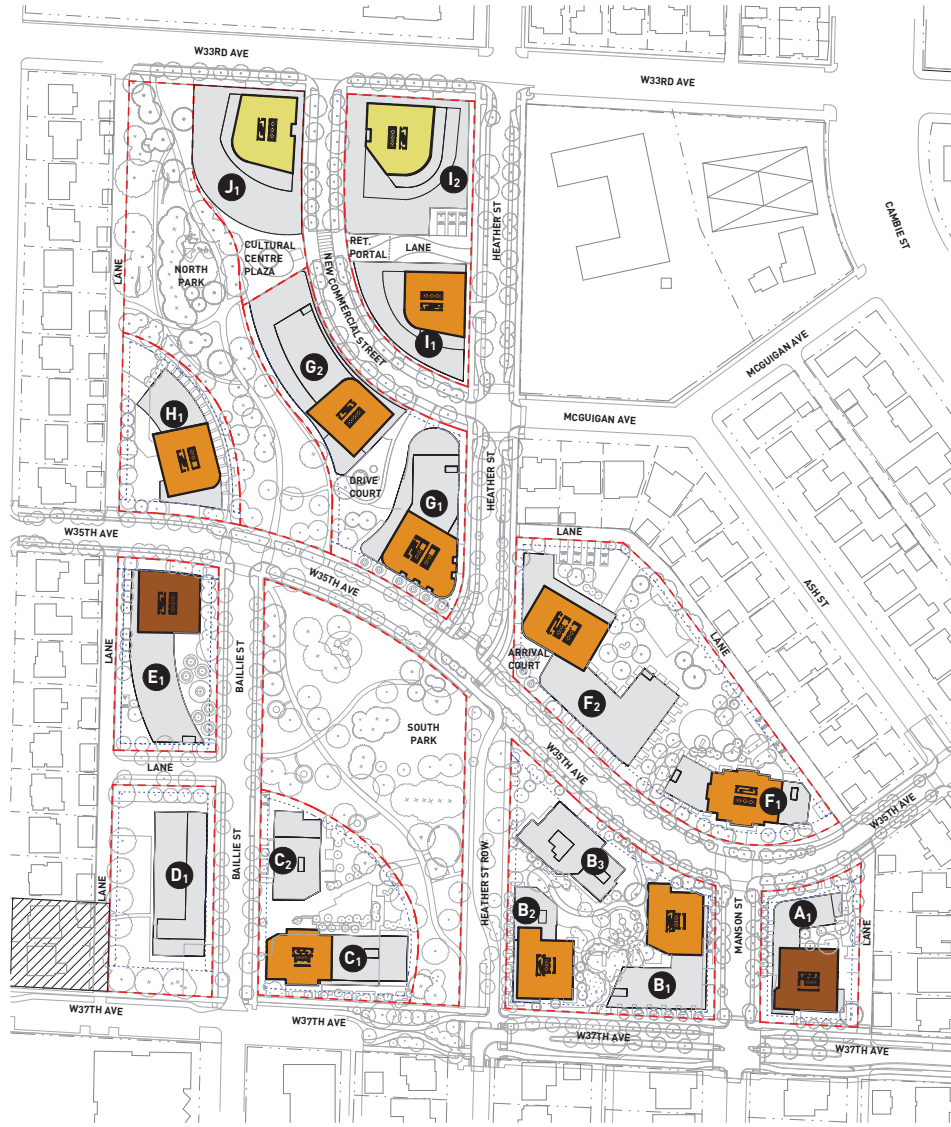 W33RD AVE
W33RD AVE
J1
I2
HEATHER ST
CAMBIE ST
CULTURAL
CENTRE
PLAZA
RET.
PORTAL
LANE
NORTH
PARK
LANE
NEW COMMERCIAL STREET
I1
G2
MCGUIGAN AVE
MCGUIGAN AVE
H1
DRIVE
COURT
G1
HEATHER ST
W35TH AVE
LANE
W35TH AVE
ASH ST
LANE
LANE
BAILLIE ST
ARRIVAL
COURT
E1
F2
SOUTH
PARK
W35TH AVE
LANE
F1
W35TH AVE
BAILLIE ST
C2
B3
HEATHER ST ROW
D1
LANE
B2
MANSON ST
A1
LANE
C1
B1
W37TH AVE
W37TH AVE
W37TH AVE
W37TH AVE